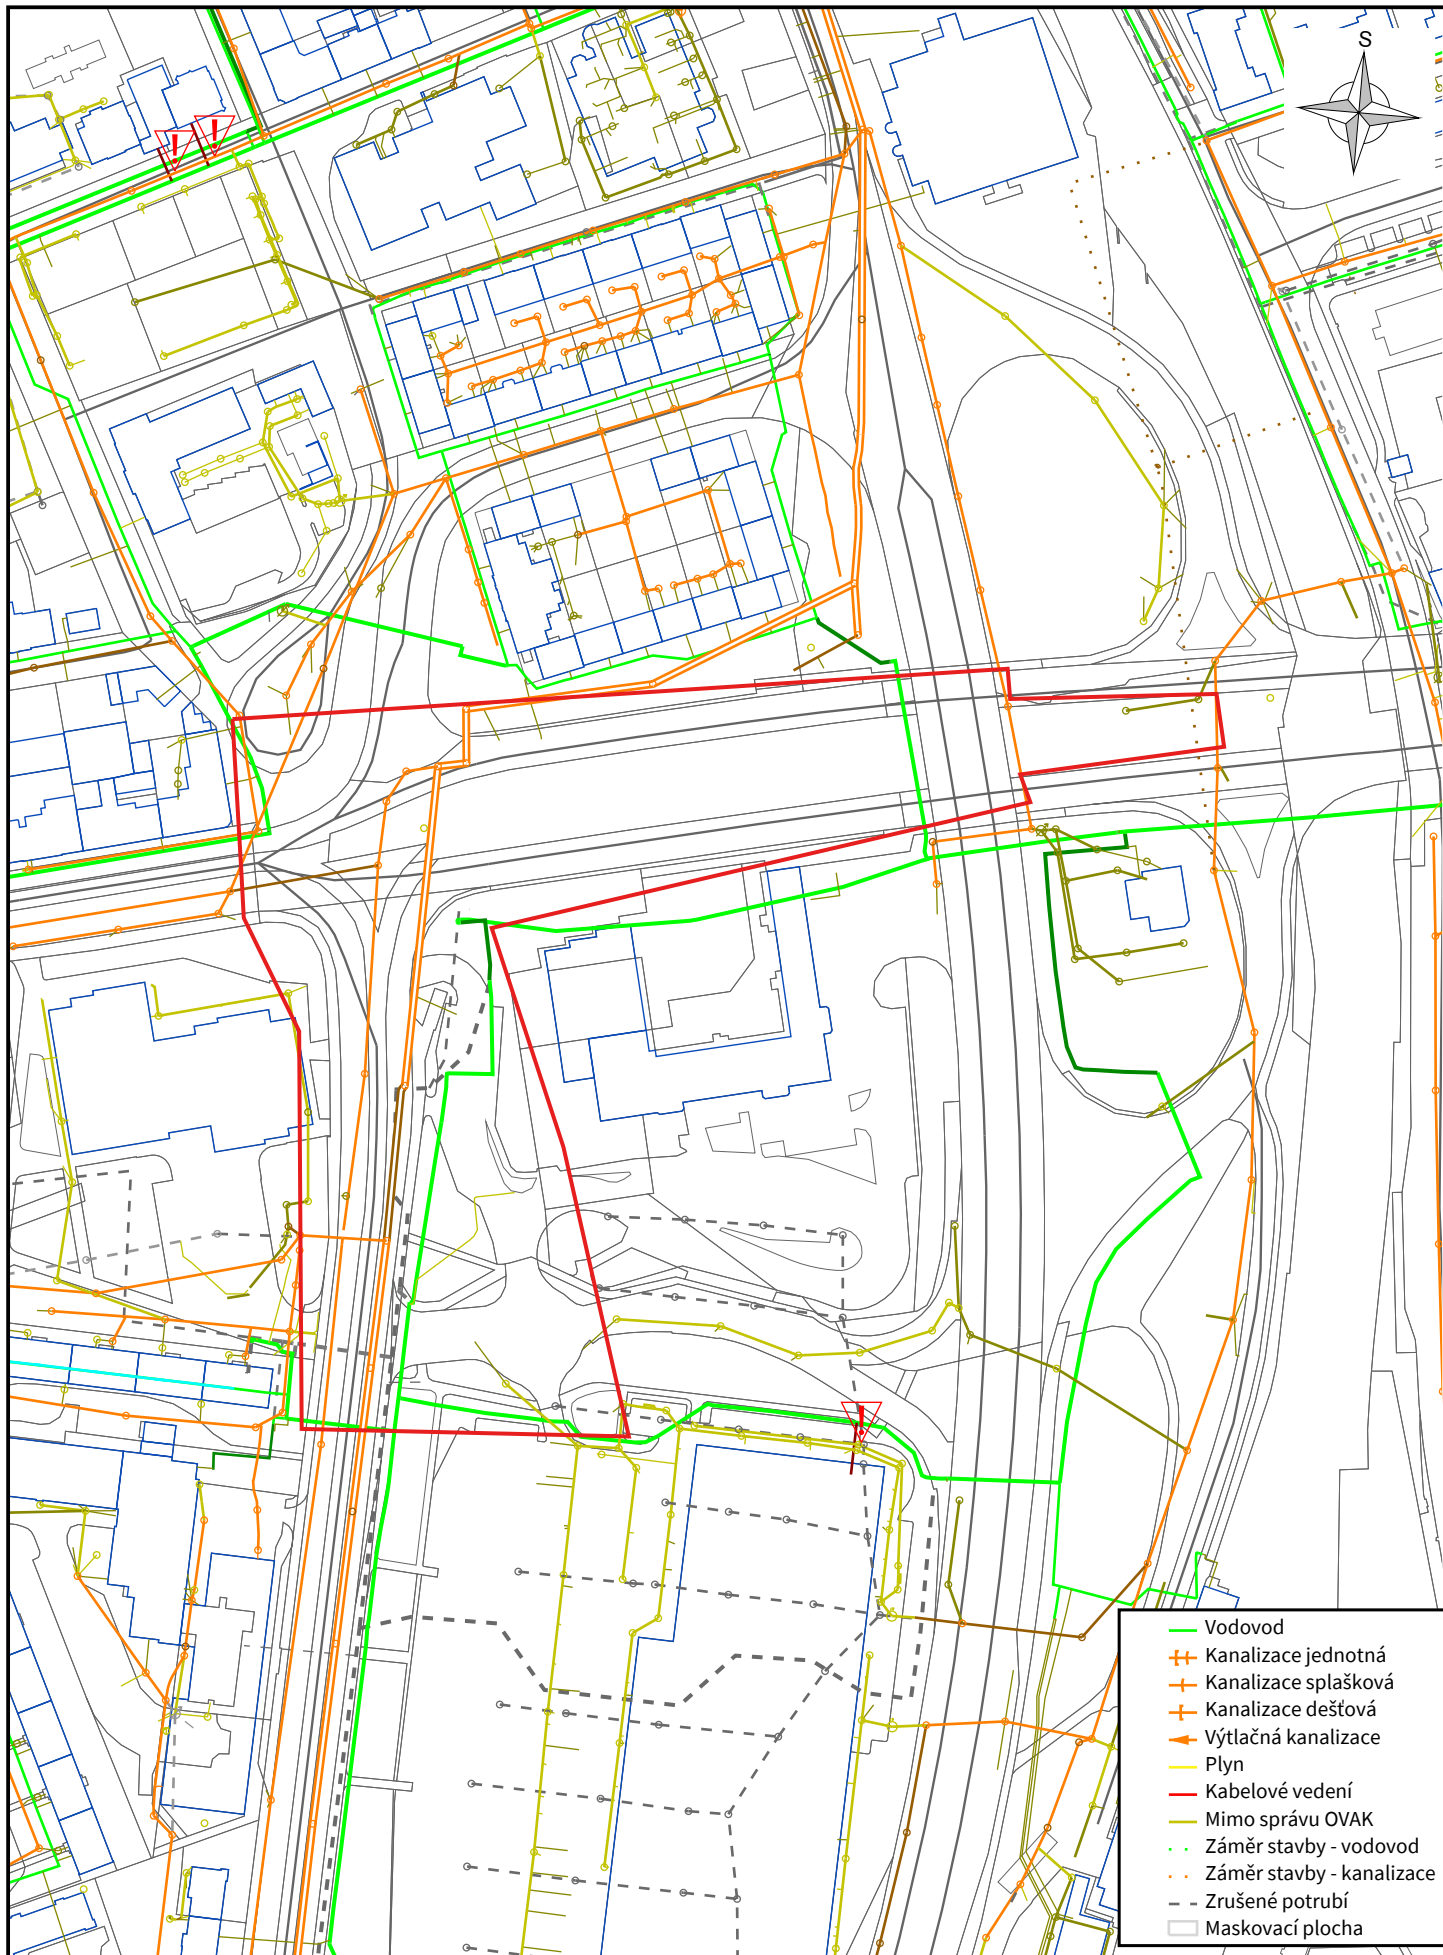 S
Vodovod
Kanalizace jednotná
Kanalizace splašková
Kanalizace dešťová
Výtlačná kanalizace
Plyn
Kabelové vedení
Mimo správu OVAK
Záměr stavby - vodovod
Záměr stavby - kanalizace
Zrušené potrubí
Maskovací plocha